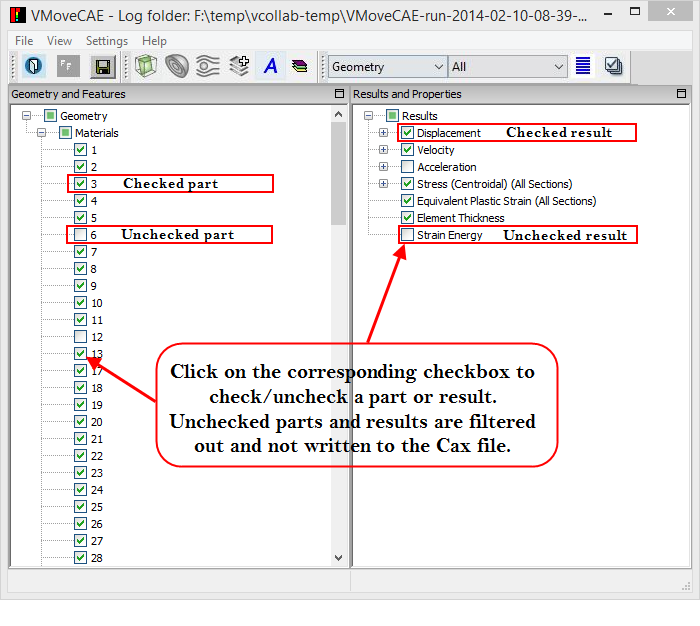 VMoveCAE - Log folder: F:\temp\vcollab-temp\VMoveCAE-run-2014-02-10-08-39-...
File View Settings Help
F F A Geometry All
Geometry and Features
Geometry
Materials
1
2
3 Checked part
4
5
6 Unchecked part
7
8
9
10
11
12
13
17
18
19
20
21
22
23
24
25
26
27
28
Results and Properties
Results
Displacement Checked result
Velocity
Acceleration
Stress (Centroidal) (All Sections)
Equivalent Plastic Strain (All Sections)
Element Thickness
Strain Energy Unchecked result
Click on the corresponding checkbox to
check/uncheck a part or result.
Unchecked parts and results are filtered
out and not written to the Cax file.